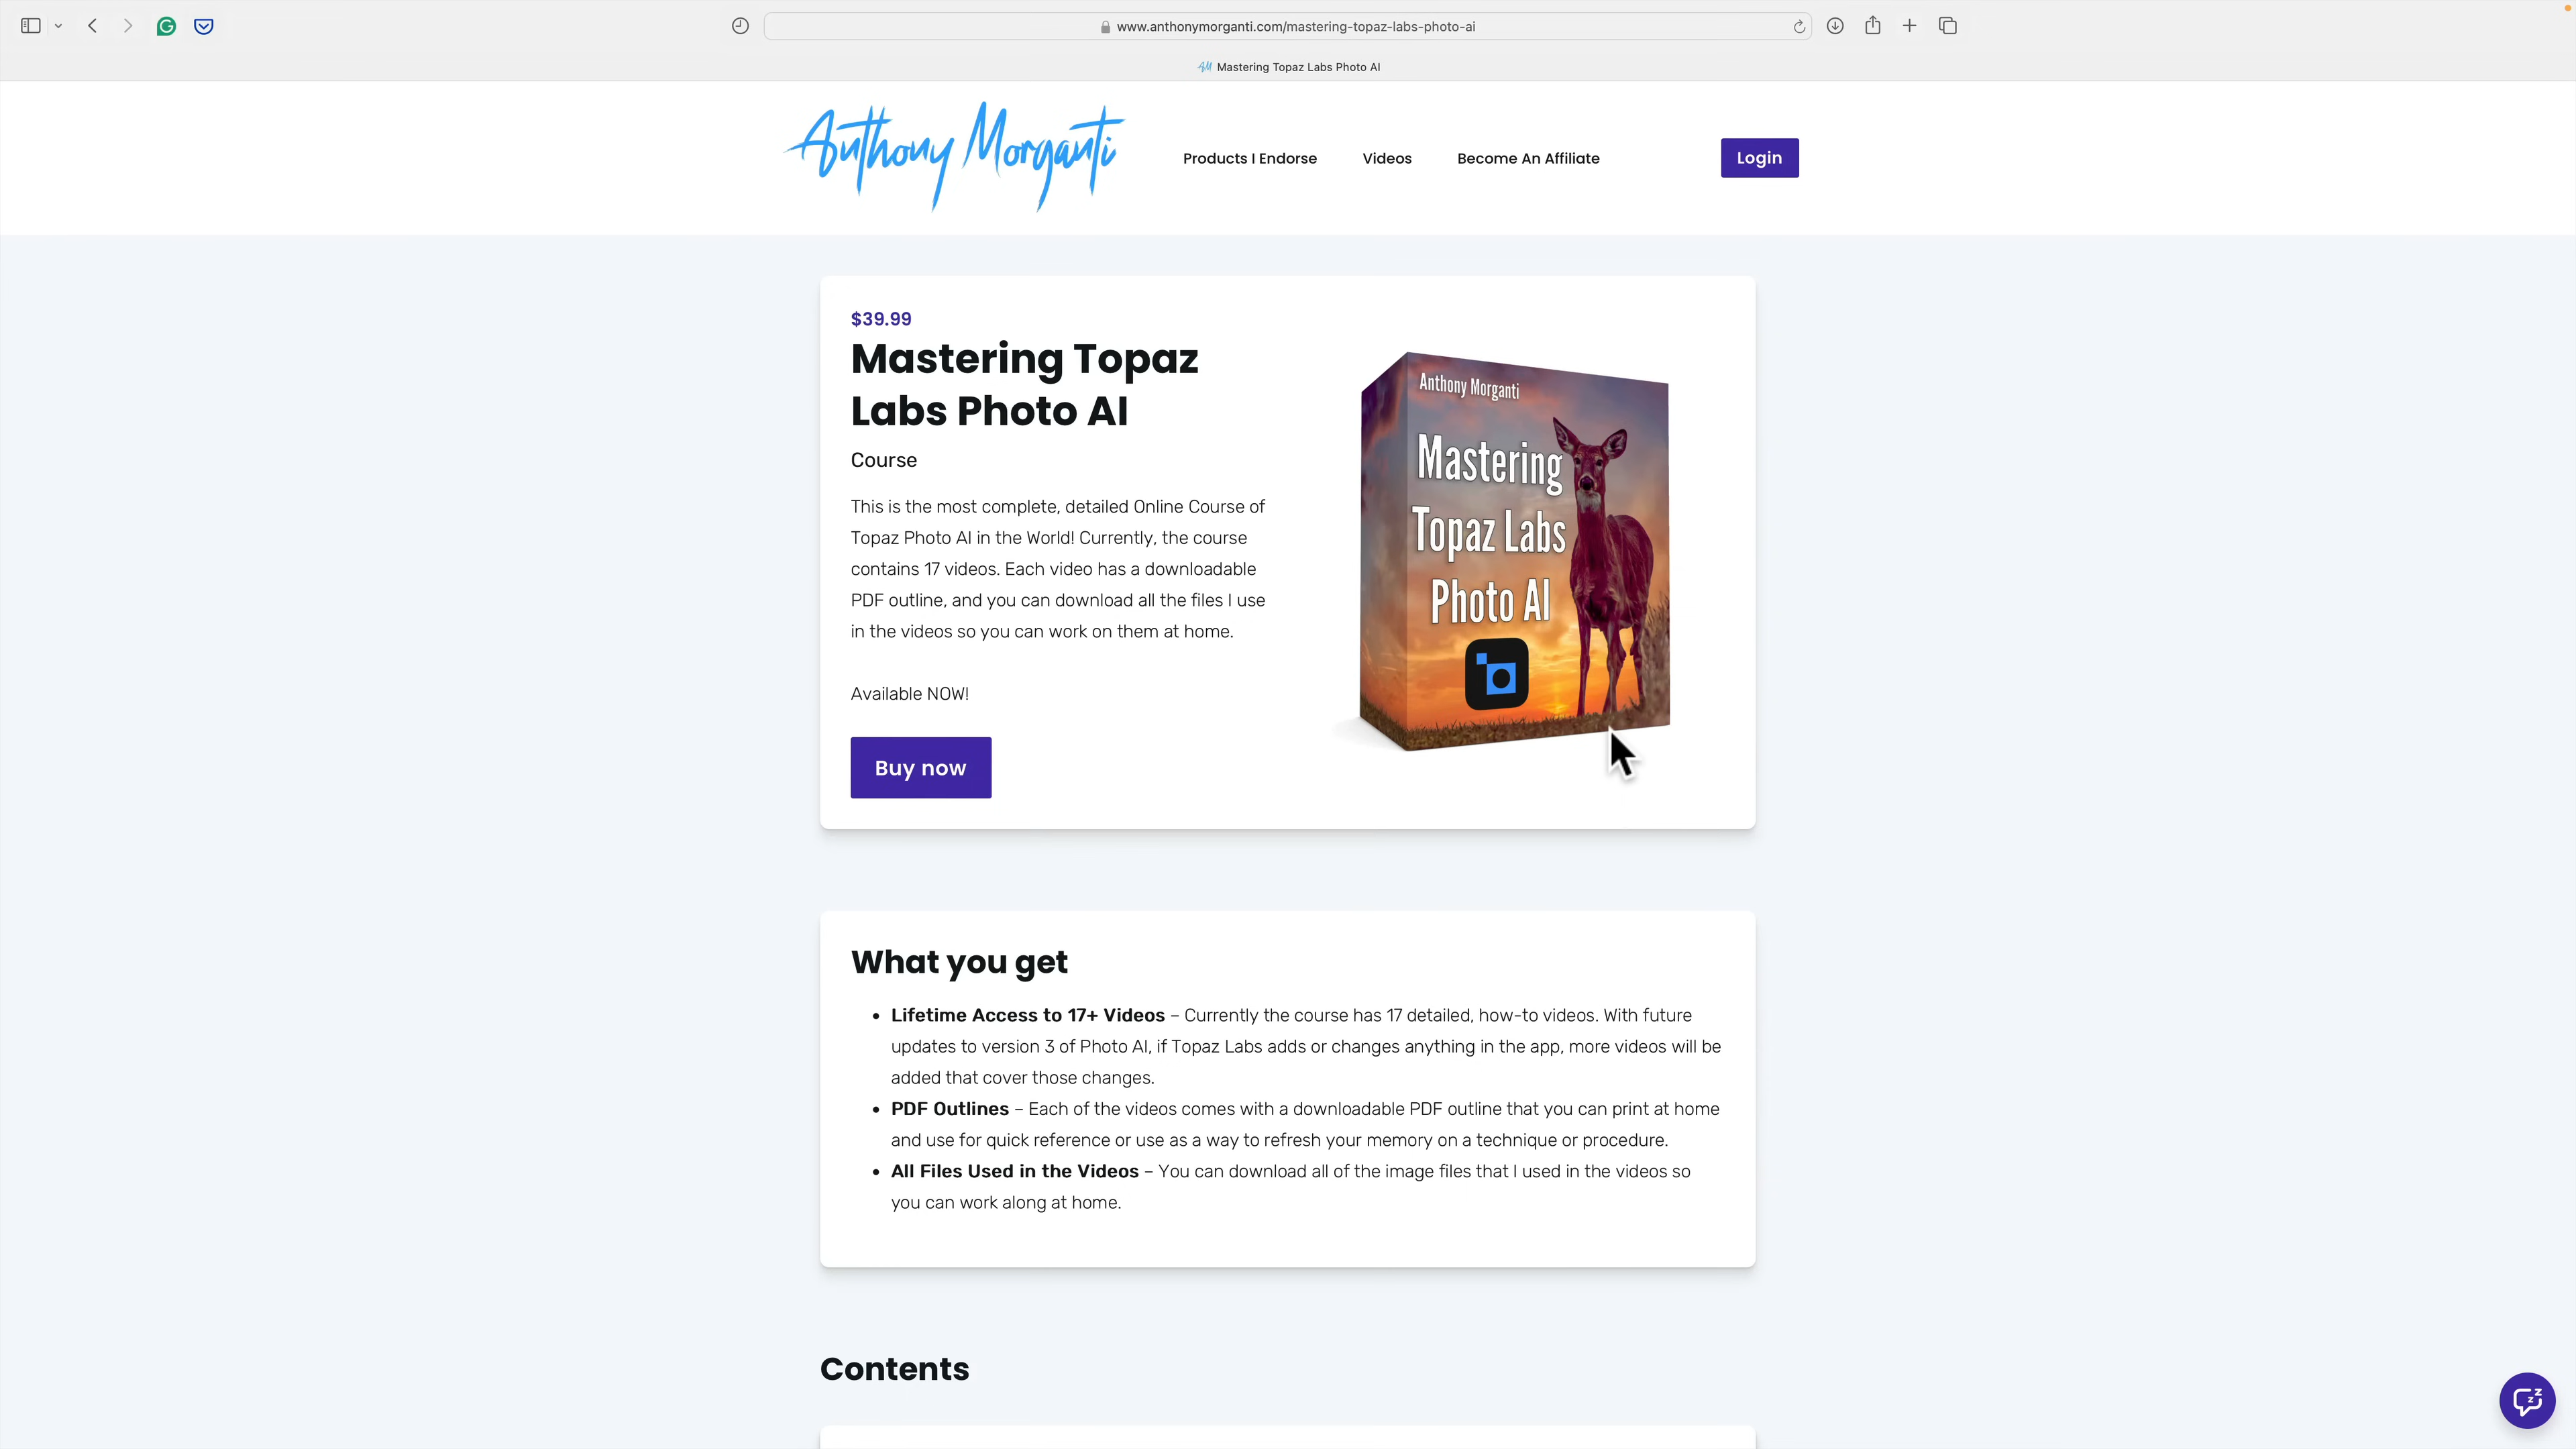 www.anthonymorganti.com/mastering-topaz-labs-photo-ai
AM Mastering Topaz Labs Photo AI
Anthony Morganti
Products I Endorse
Videos
Become An Affiliate
Login
$39.99
Mastering Topaz
Labs Photo AI
Course
This is the most complete, detailed Online Course of
Topaz Photo AI in the World! Currently, the course
contains 17 videos. Each video has a downloadable
PDF outline, and you can download all the files I use
in the videos so you can work on them at home.
Available NOW!
Buy now
Anthony Morganti
Mastering
Topaz Labs
Photo AI
What you get
• Lifetime Access to 17+ Videos – Currently the course has 17 detailed, how-to videos. With future
updates to version 3 of Photo AI, if Topaz Labs adds or changes anything in the app, more videos will be
added that cover those changes.
• PDF Outlines – Each of the videos comes with a downloadable PDF outline that you can print at home
and use for quick reference or use as a way to refresh your memory on a technique or procedure.
• All Files Used in the Videos – You can download all of the image files that I used in the videos so
you can work along at home.
Contents